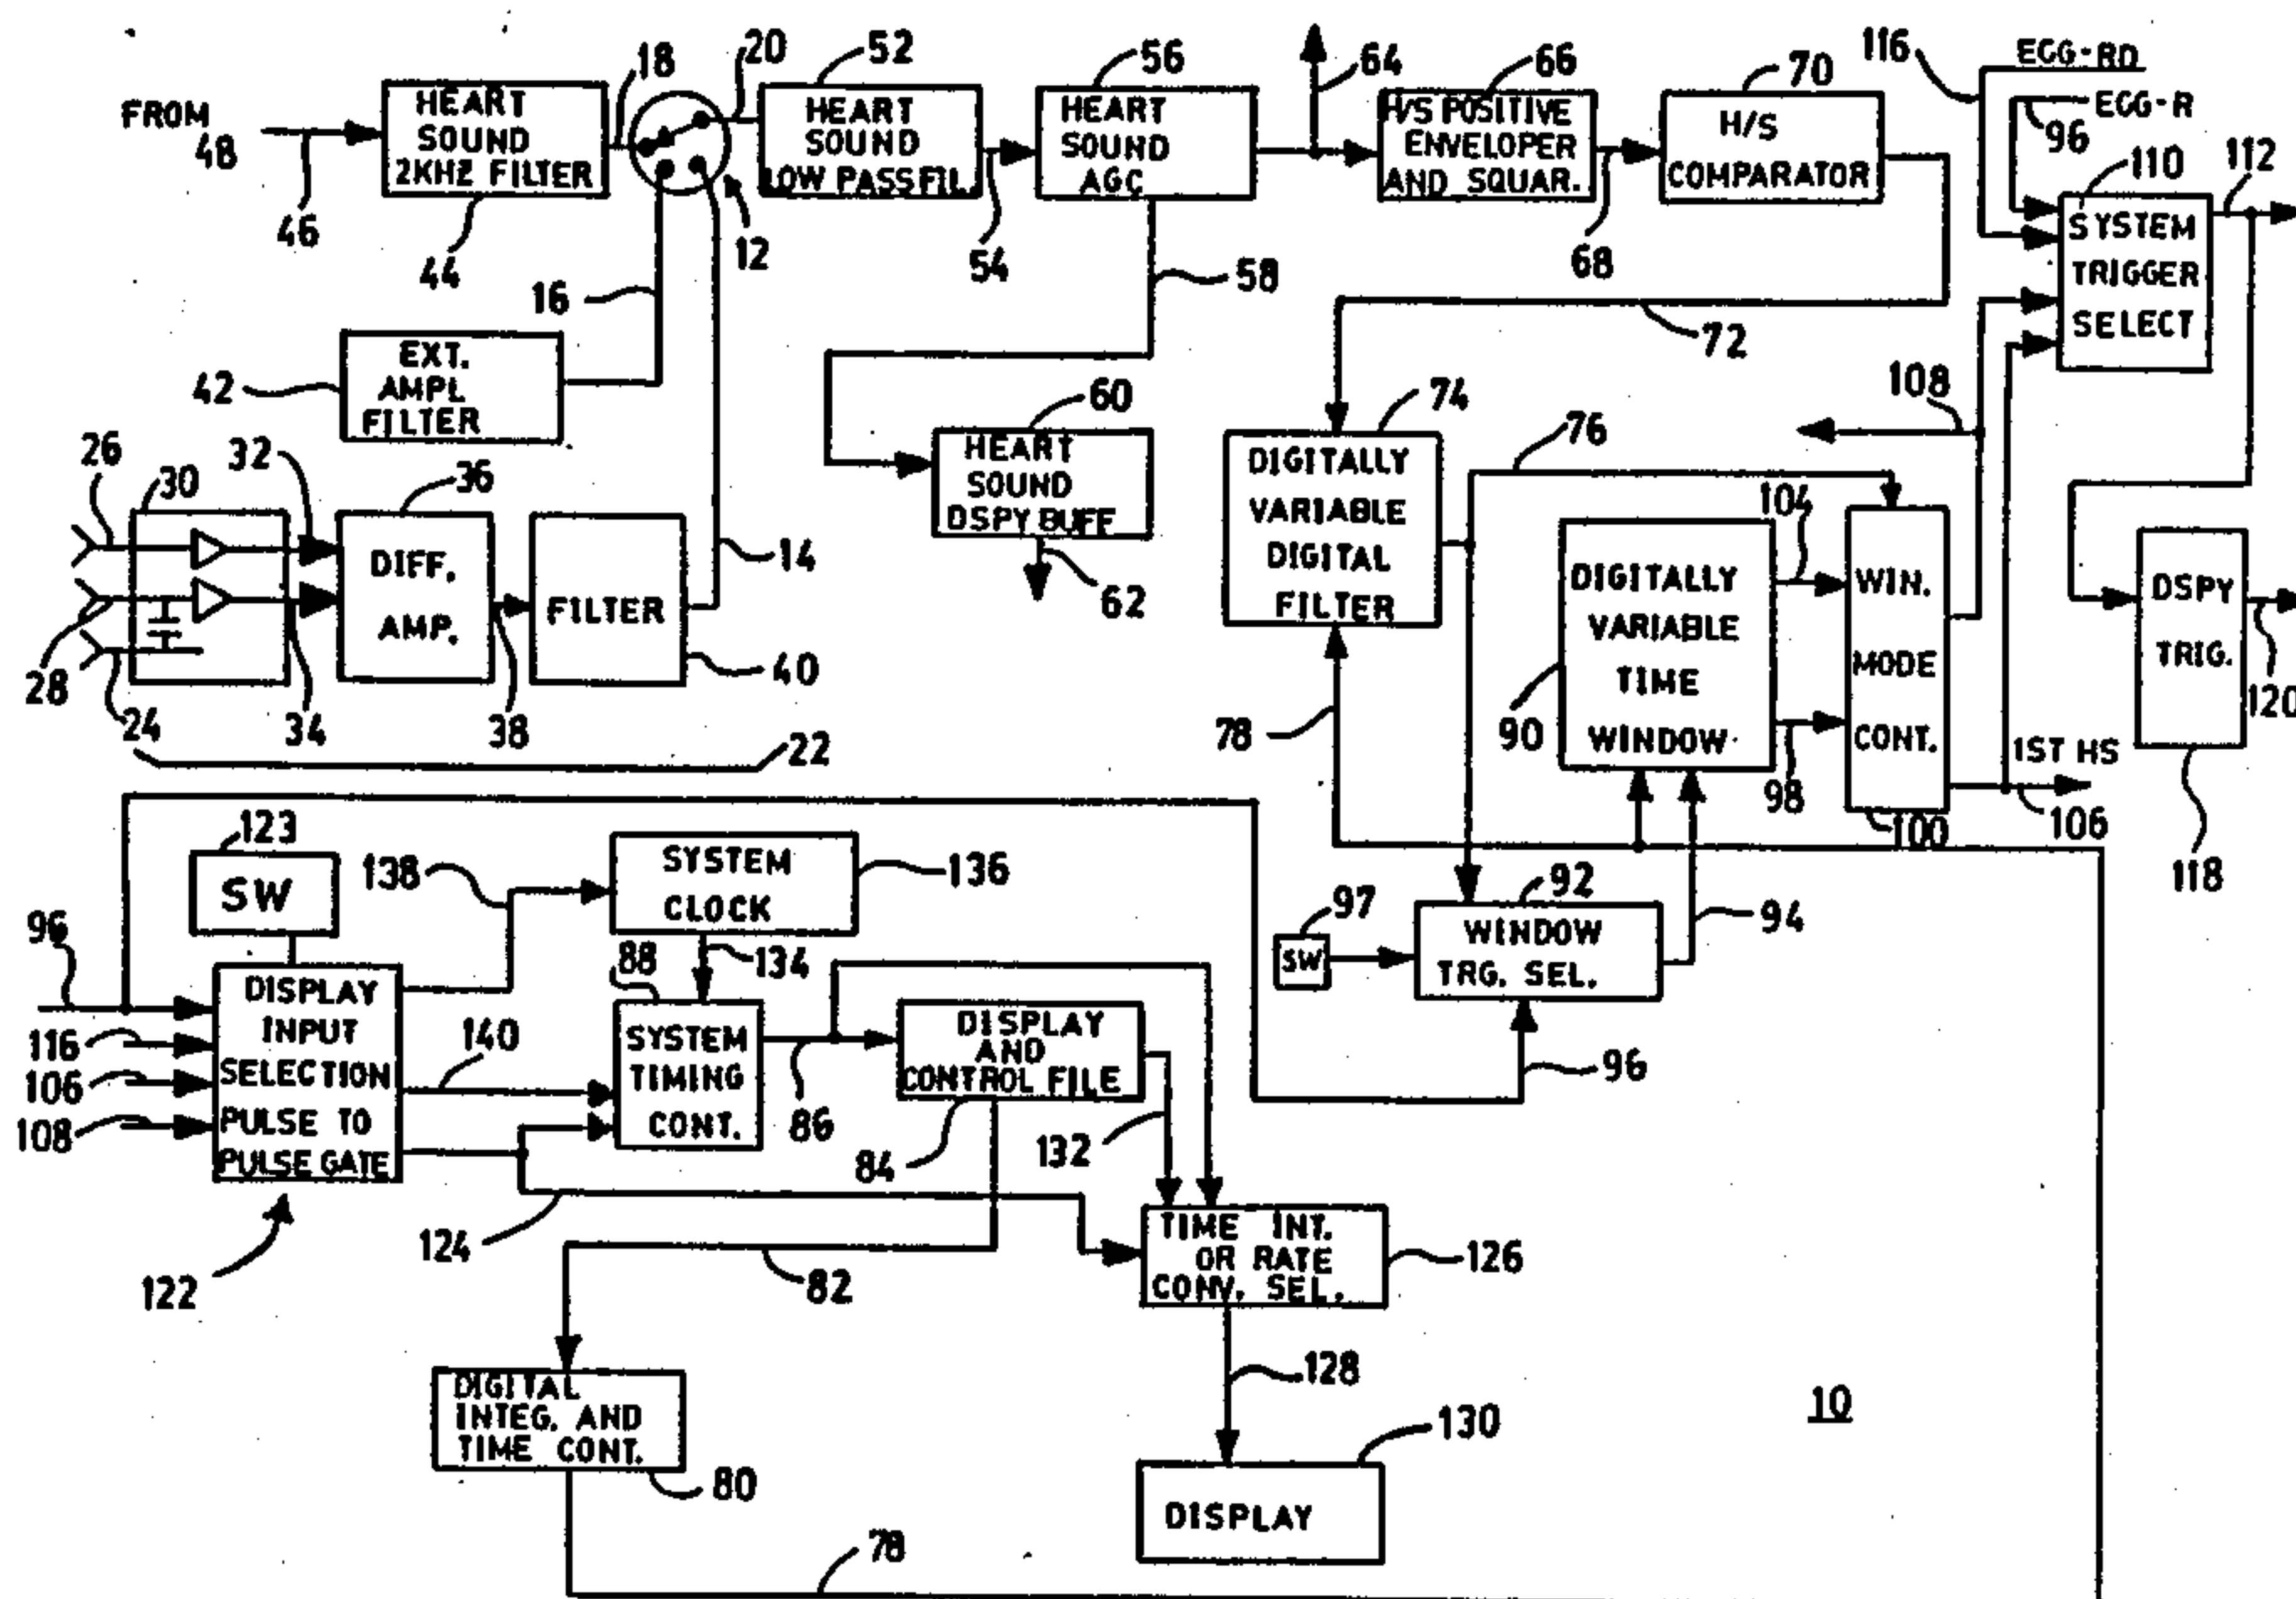 FROM
48
46
HEART
SOUND
2KHZ FILTER
44
18
20
12
52
HEART
SOUND
LOW PASS FIL.
54
56
HEART
SOUND
AGC
58
64
66
H/S POSITIVE
ENVELOPER
AND SQUAR.
68
70
H/S
COMPARATOR
72
116
ECG-RD
ECG-R
96
110
112
SYSTEM
TRIGGER
SELECT
16
42
EXT.
AMPL
FILTER
14
60
HEART
SOUND
DSPY BUFF
62
74
DIGITALLY
VARIABLE
DIGITAL
FILTER
76
78
108
26
28
24
30
32
34
36
DIFF.
AMP.
38
FILTER
40
22
90
DIGITALLY
VARIABLE
TIME
WINDOW
104
98
WIN.
MODE
CONT.
100
1ST HS
106
DSPY
TRIG.
120
118
123
SW
138
SYSTEM
CLOCK
136
134
97
SW
92
WINDOW
TRG. SEL.
94
96
96
116
106
108
DISPLAY
INPUT
SELECTION
PULSE TO
PULSE GATE
122
140
88
SYSTEM
TIMING
CONT.
86
DISPLAY
AND
CONTROL FILE
84
132
124
82
TIME INT.
OR RATE
CONV. SEL.
126
128
DIGITAL
INTEG. AND
TIME CONT.
80
130
DISPLAY
10
78